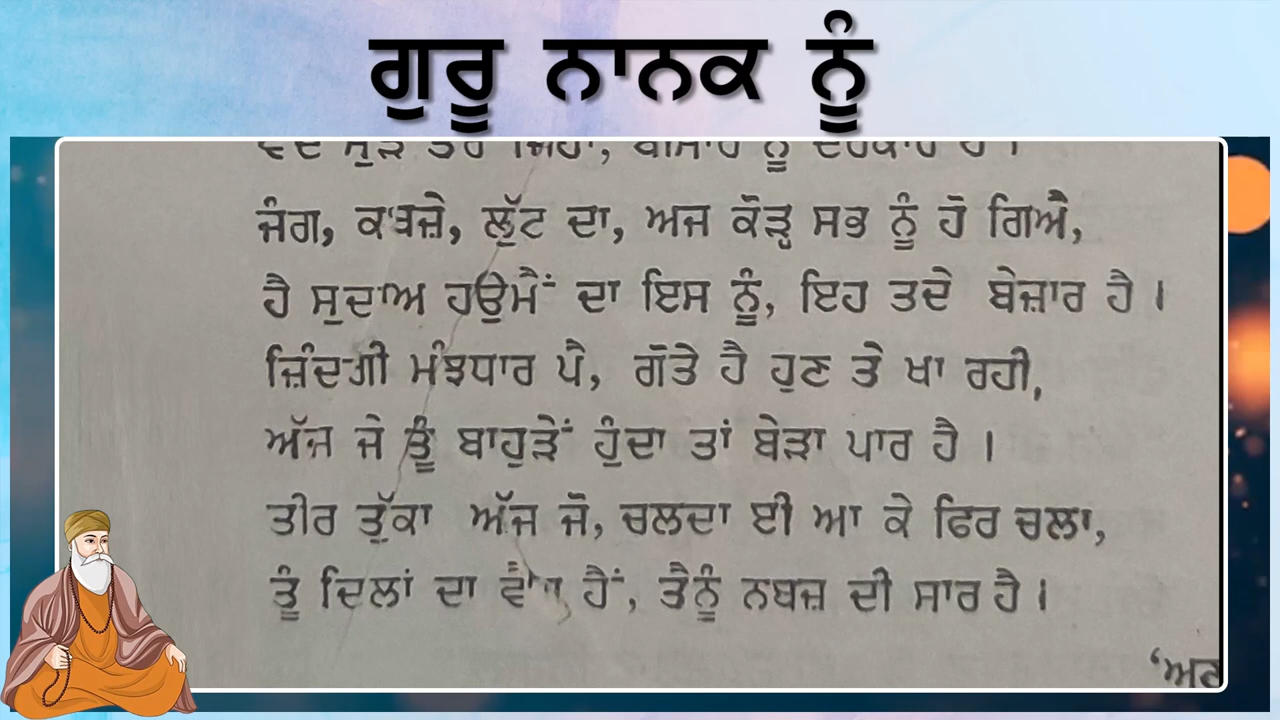 ਗੁਰੂ ਨਾਨਕ ਨੂੰ
ਜੰਗ, ਕਬਜ਼ੇ, ਲੁੱਟ ਦਾ, ਅਜ ਕੋੜ੍ਹ ਸਭ ਨੂੰ ਹੋ ਗਿਐ,
ਹੈ ਸੁਦਾਅ ਹਉਮੈਂ ਦਾ ਇਸ ਨੂੰ, ਇਹ ਤਦੇ ਬੇਜ਼ਾਰ ਹੈ ।
ਜ਼ਿੰਦਗੀ ਮੰਝਧਾਰ ਪੈ, ਗੋਤੇ ਹੈ ਹੁਣ ਤੇ ਖਾ ਰਹੀ,
ਅੱਜ ਜੇ ਤੂੰ ਬਾਹੁੜੇਂ ਹੁੰਦਾ ਤਾਂ ਬੇੜਾ ਪਾਰ ਹੈ ।
ਤੀਰ ਤੁੱਕਾ ਅੱਜ ਜੋ, ਚਲਦਾ ਈ ਆ ਕੇ ਫਿਰ ਚਲਾ,
ਤੂੰ ਦਿਲਾਂ ਦਾ ਹੈਂ, ਤੈਨੂੰ ਨਬਜ਼ ਦੀ ਸਾਰ ਹੈ ।